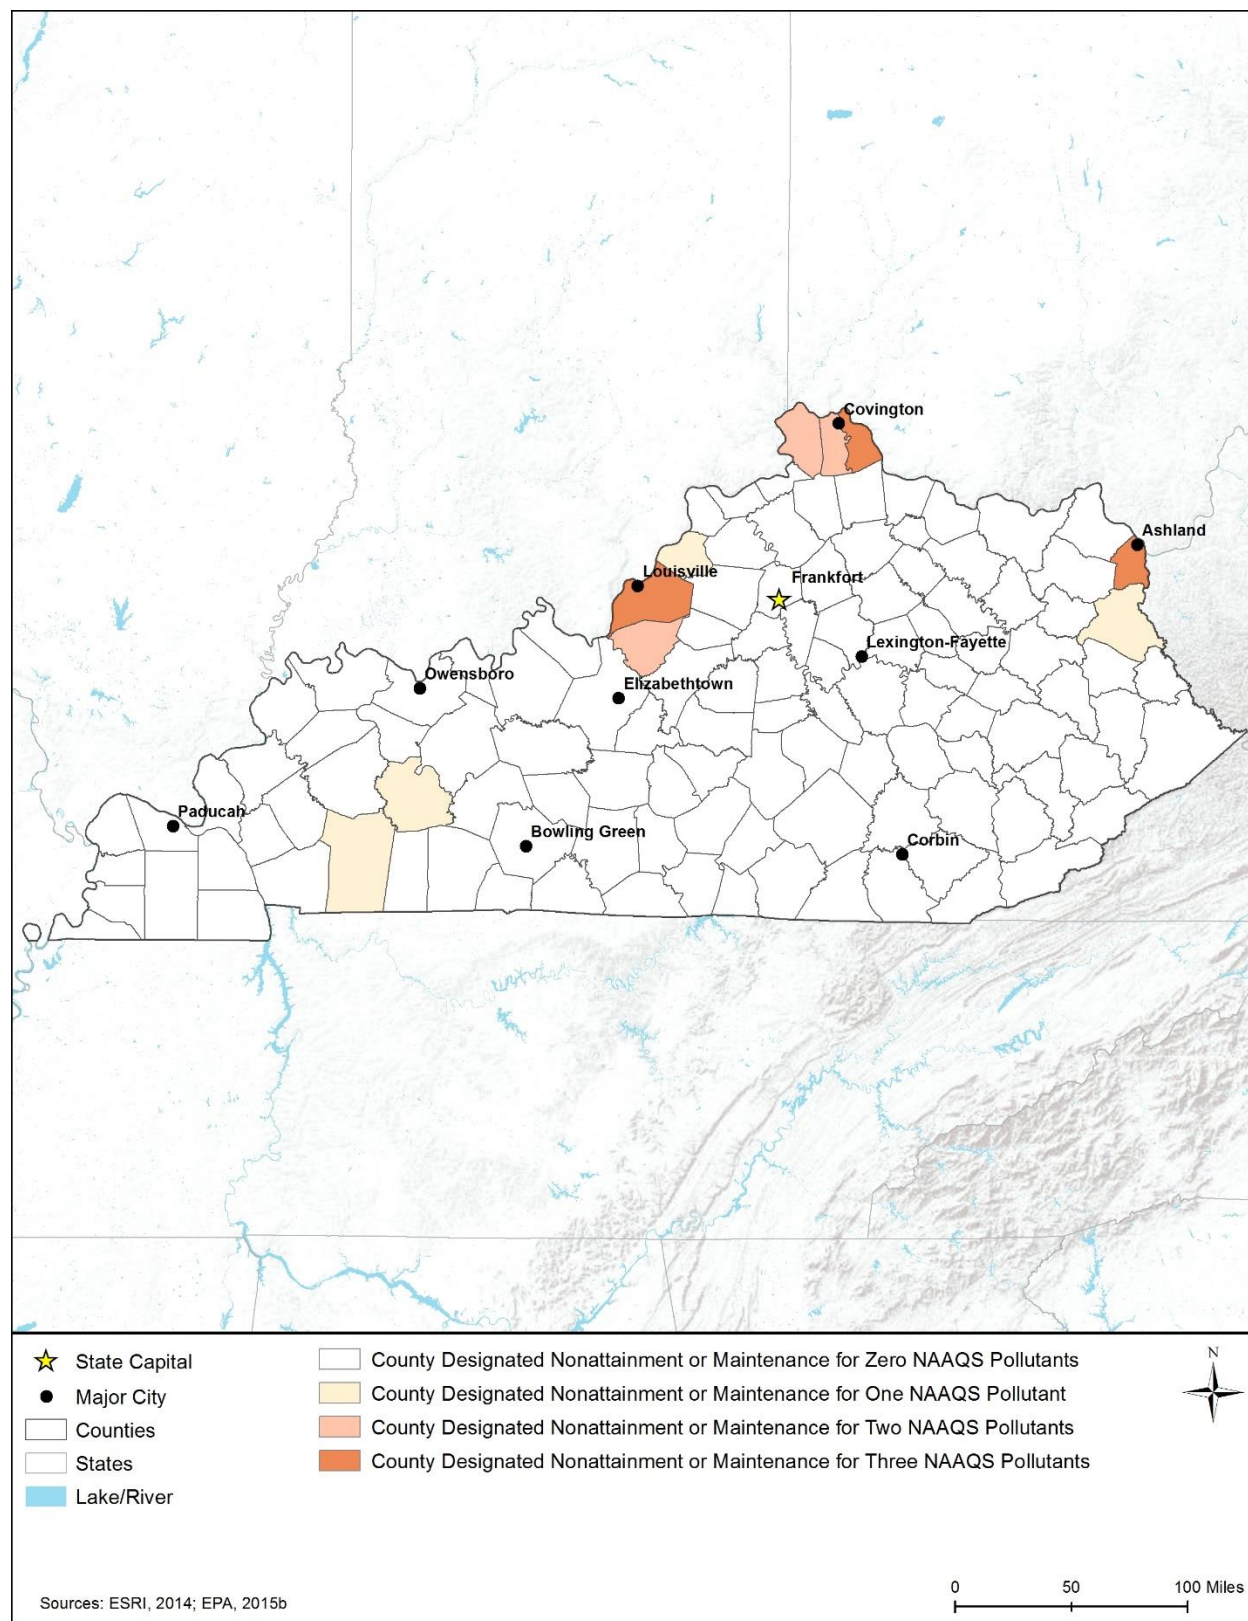 Covington
Ashland
Louisville
Frankfort
Lexington-Fayette
Owensboro
Elizabethtown
Paducah
Bowling Green
Corbin
State Capital
Major City
Counties
States
Lake/River
County Designated Nonattainment or Maintenance for Zero NAAQS Pollutants
County Designated Nonattainment or Maintenance for One NAAQS Pollutant
County Designated Nonattainment or Maintenance for Two NAAQS Pollutants
County Designated Nonattainment or Maintenance for Three NAAQS Pollutants
N
0 50 100 Miles
Sources: ESRI, 2014; EPA, 2015b